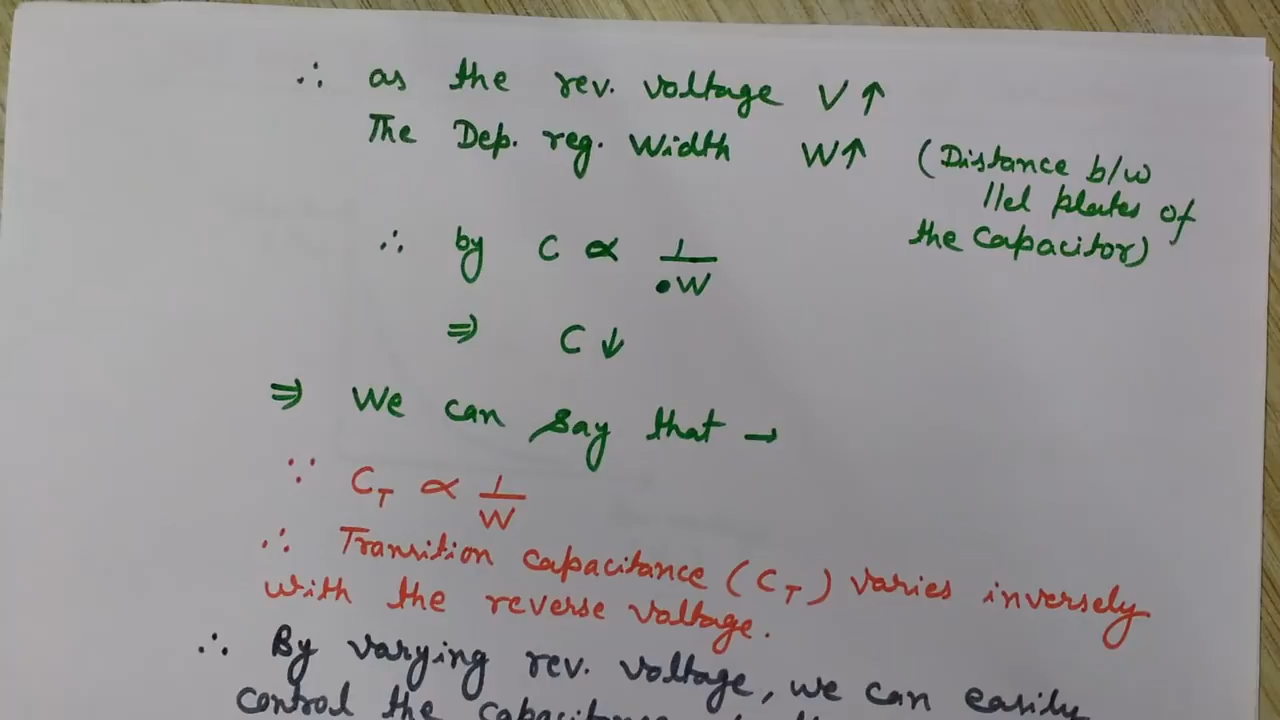 ∴ as the rev. voltage V↑
The Dep. reg. Width W↑ (Distance b/w
llel plates of
the capacitor)
∴ by C ∝ 1/W
⇒ C↓
⇒ We can say that →
∵ C_T ∝ 1/W
∴ Transition capacitance (C_T) varies inversely
with the reverse voltage.
∴ By varying rev. voltage, we can easily
control the